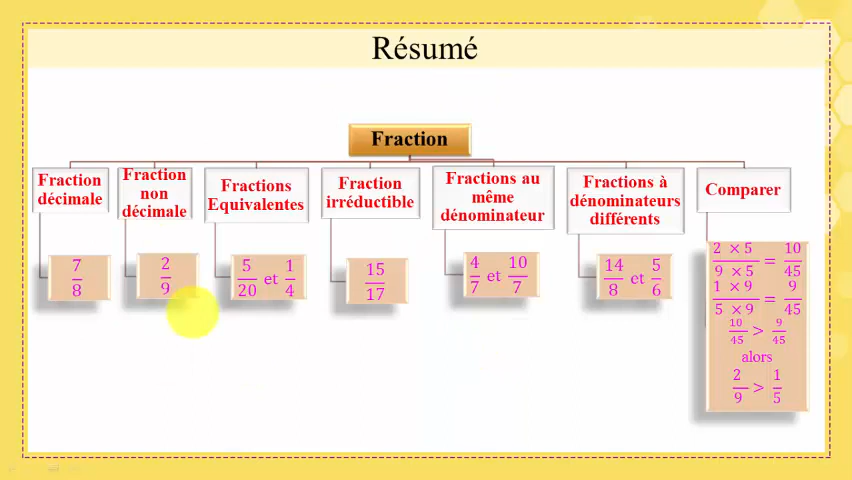 Résumé
Fraction
Fraction
décimale
7/8
Fraction
non
décimale
2/9
Fractions
Equivalentes
5/20 et 1/4
Fraction
irréductible
15/17
Fractions au
même
dénominateur
4/7 et 10/7
Fractions à
dénominateurs
différents
14/8 et 5/6
Comparer
2 × 5/9 × 5 = 10/45
1 × 9/5 × 9 = 9/45
10/45 > 9/45
alors
2/9 > 1/5